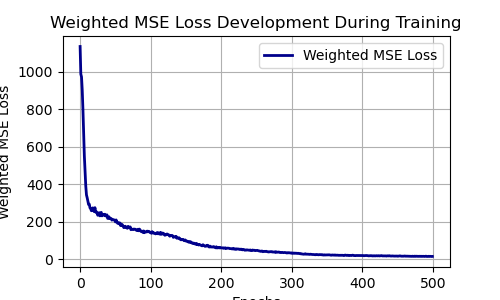 Weighted MSE Loss Development During Training
Weighted MSE Loss
Weighted MSE Loss
1000
800
600
400
200
0
0 100 200 300 400 500
Epochs